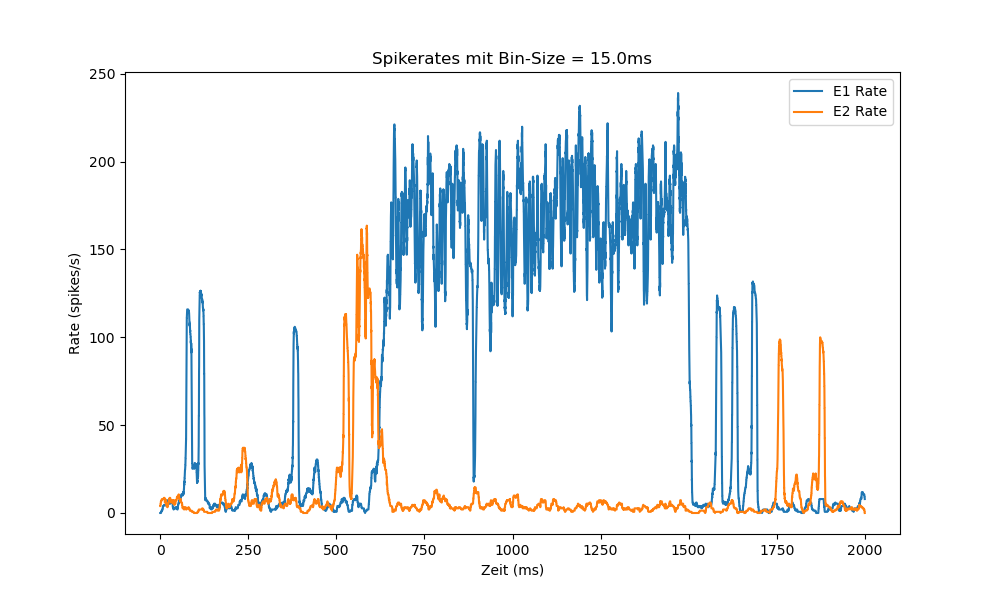 Spikerates mit Bin-Size = 15.0ms
E1 Rate
E2 Rate
Rate (spikes/s)
250
200
150
100
50
0
0 250 500 750 1000 1250 1500 1750 2000
Zeit (ms)